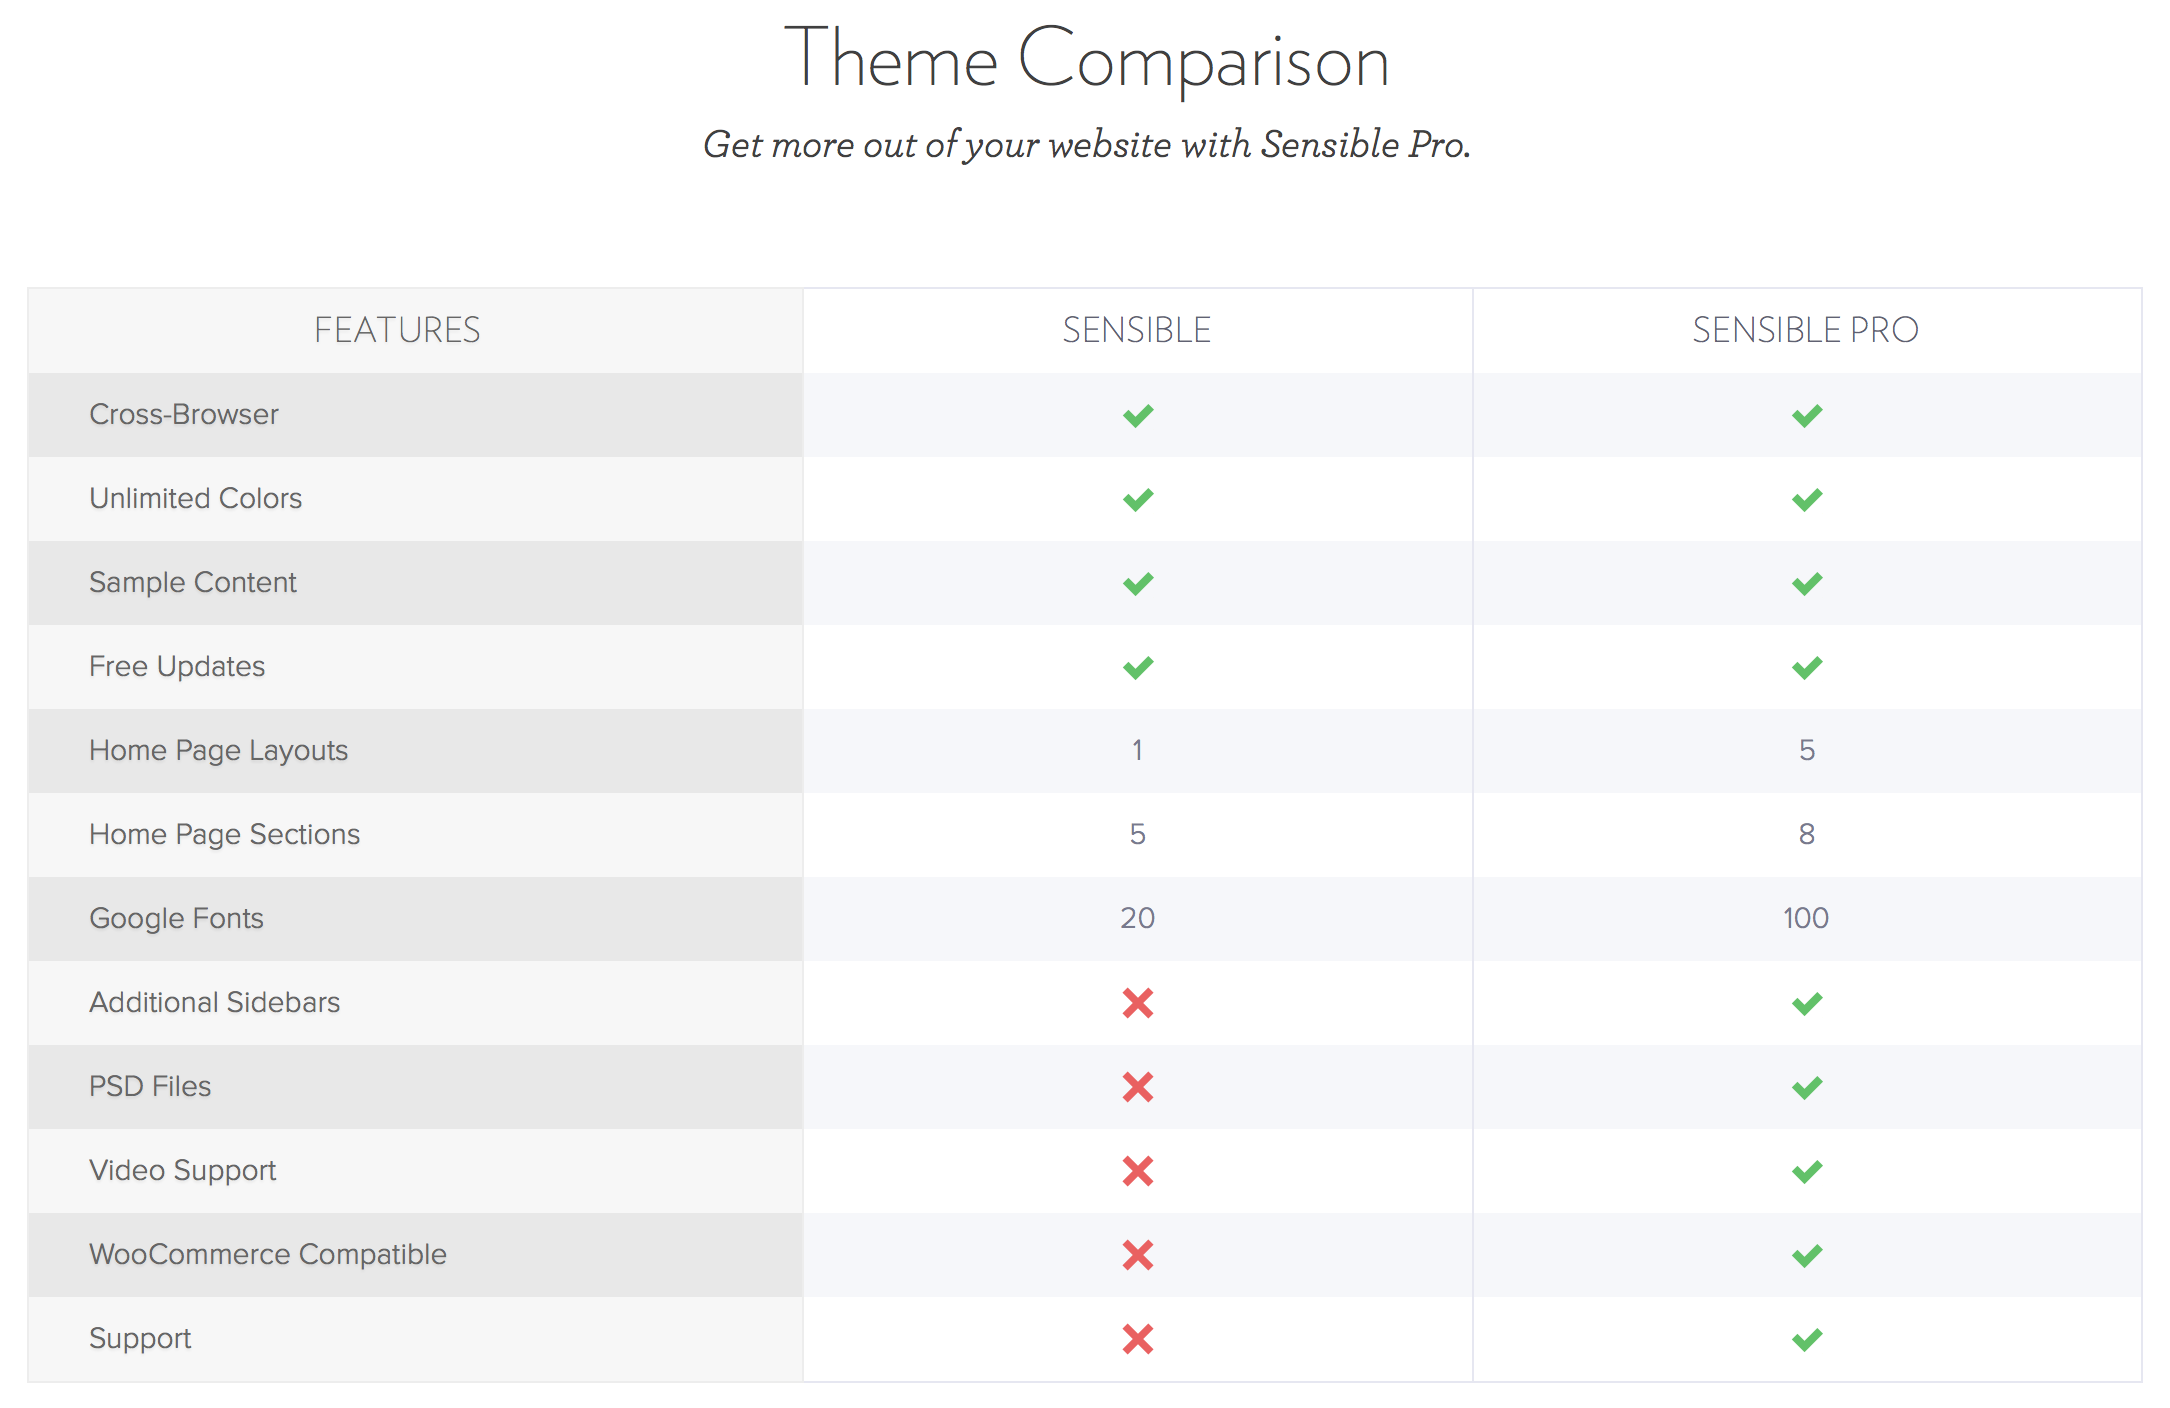 Theme Comparison
Get more out of your website with Sensible Pro.
FEATURES SENSIBLE SENSIBLE PRO
Cross-Browser
Unlimited Colors
Sample Content
Free Updates
Home Page Layouts 1 5
Home Page Sections 5 8
Google Fonts 20 100
Additional Sidebars
PSD Files
Video Support
WooCommerce Compatible
Support